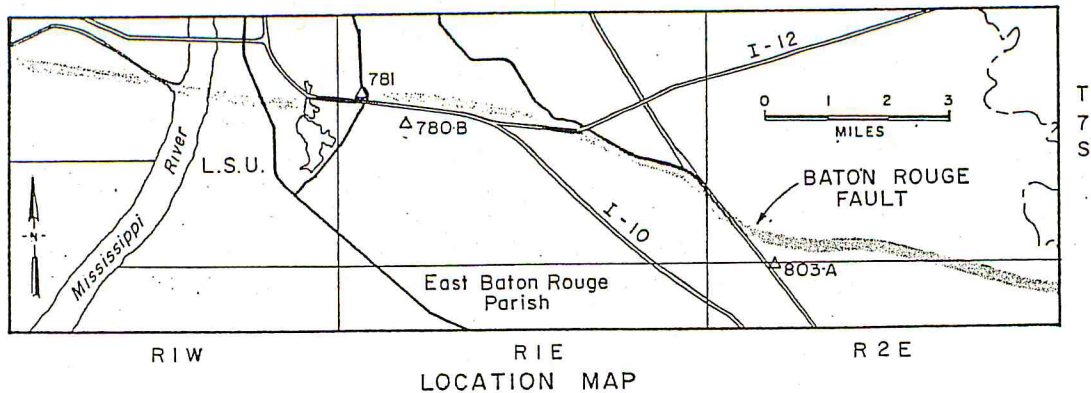 I-12
781
780-B
0 1 2 3
MILES
T
7
S
River
L.S.U.
BATON ROUGE
FAULT
-N-
I-10
Mississippi
803-A
East Baton Rouge
Parish
R1W
R1E
R2E
LOCATION MAP